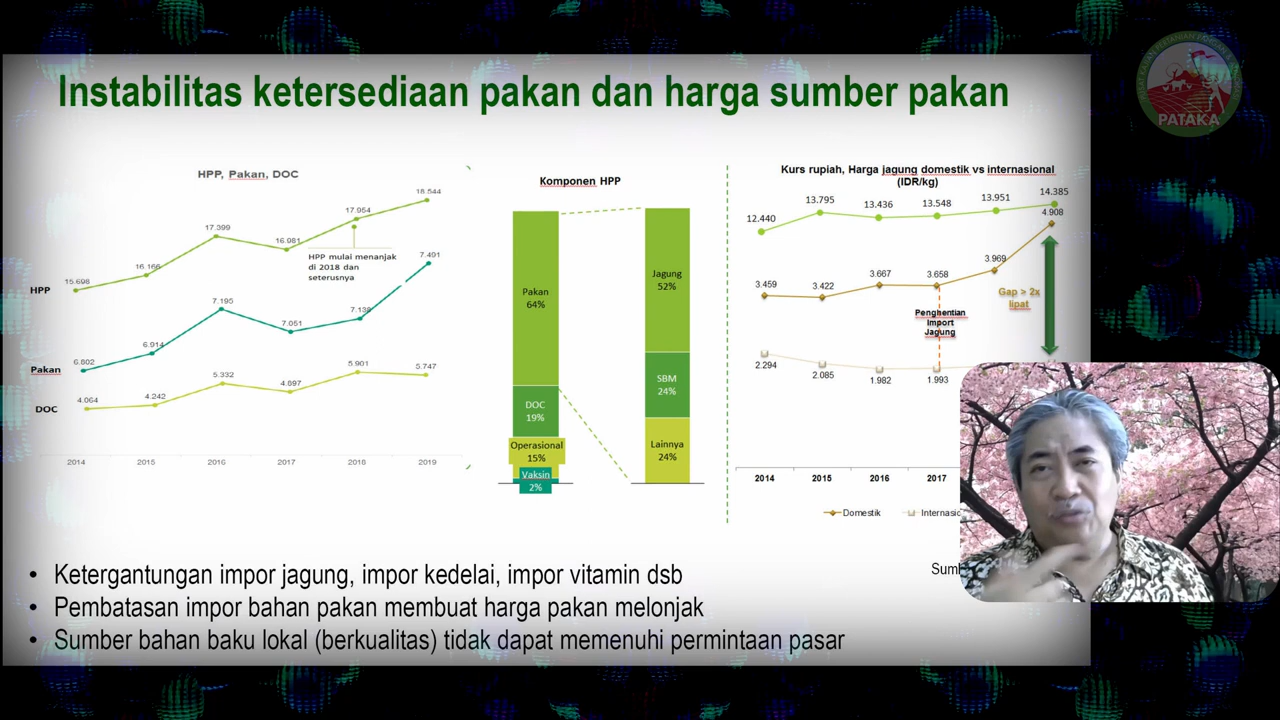 Instabilitas ketersediaan pakan dan harga sumber pakan
PATAKA
HPP, Pakan, DOC
18.544
17.954
17.099
16.981
16.166
15.698
HPP mulai menanjak
di 2018 dan
seterusnya
HPP
7.491
7.195
7.138
7.051
6.914
6.802
Pakan
5.901
5.747
5.332
4.897
4.242
4.064
DOC
2014 2015 2016 2017 2018 2019
Komponen HPP
Pakan
64%
DOC
19%
Operasional
15%
Vaksin
2%
Jagung
52%
SBM
24%
Lainnya
24%
Kurs rupiah, Harga jagung domestik vs internasional
(IDR/kg)
12.440 13.795 13.436 13.548 13.951 14.385
3.459 3.422 3.667 3.658 3.969 4.908
Gap > 2x
lipat
Penghentian
Import
Jagung
2.294 2.085 1.982 1.993
2014 2015 2016 2017
Domestik
• Ketergantungan impor jagung, impor kedelai, impor vitamin dsb
• Pembatasan impor bahan pakan membuat harga pakan melonjak
• Sumber bahan baku lokal (berkualitas) tidak dapat memenuhi permintaan pasar